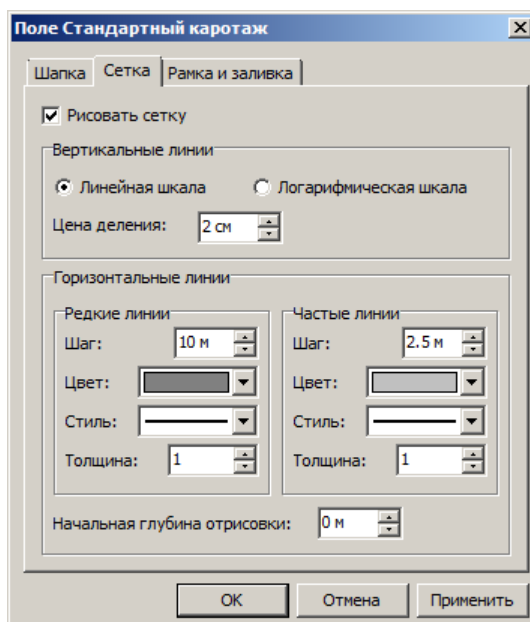 Поле Стандартный каротаж
Шапка Сетка Рамка и заливка
Рисовать сетку
Вертикальные линии
Линейная шкала Логарифмическая шкала
Цена деления: 2 см
Горизонтальные линии
Редкие линии Частые линии
Шаг: 10 м Шаг: 2.5 м
Цвет: Цвет:
Стиль: Стиль:
Толщина: 1 Толщина: 1
Начальная глубина отрисовки: 0 м
OK Отмена Применить